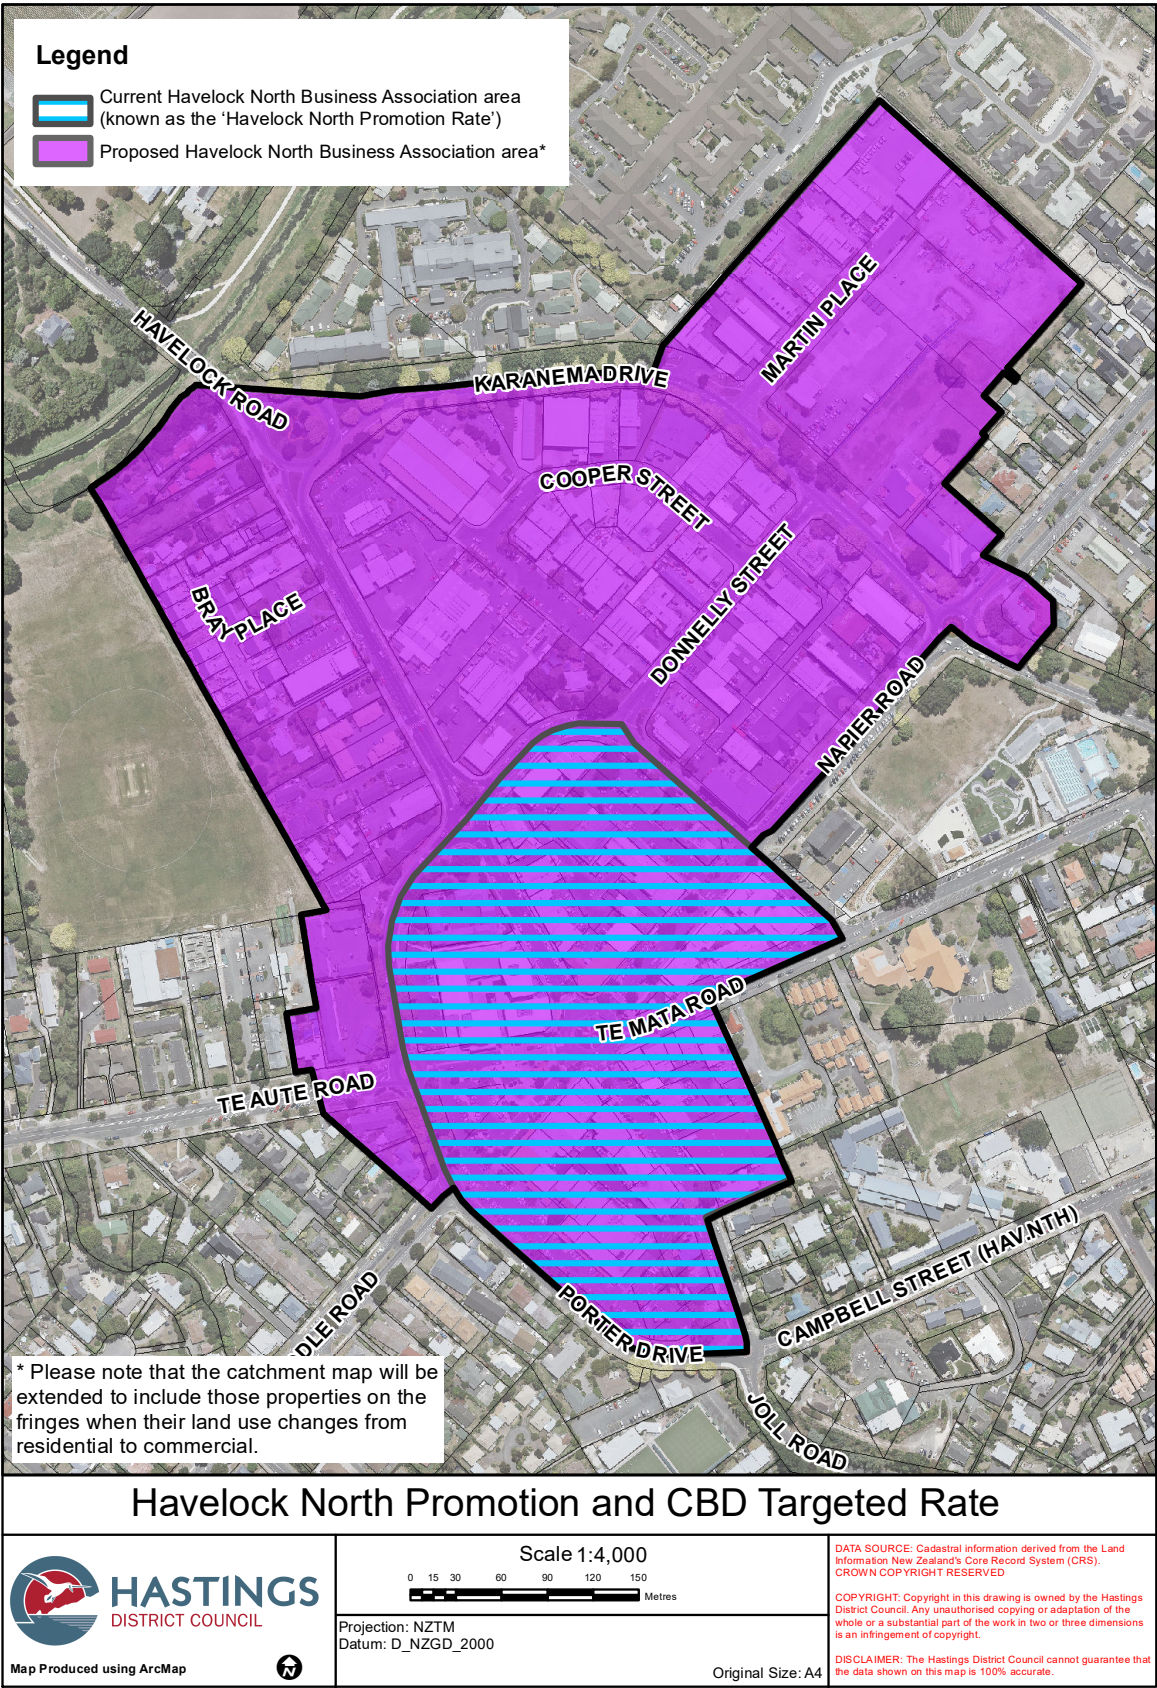 Legend
Current Havelock North Business Association area
(known as the ‘Havelock North Promotion Rate’)
Proposed Havelock North Business Association area*
HAVELOCK ROAD
KARANEMA DRIVE
MARTIN PLACE
COOPER STREET
DONNELLY STREET
BRAY PLACE
NAPIER ROAD
TE MATA ROAD
TE AUTE ROAD
DLE ROAD
PORTER DRIVE
CAMPBELL STREET (HAV.NTH)
JOLL ROAD
* Please note that the catchment map will be
extended to include those properties on the
fringes when their land use changes from
residential to commercial.
Havelock North Promotion and CBD Targeted Rate
HASTINGS
DISTRICT COUNCIL
Map Produced using ArcMap
N
Scale 1:4,000
0 15 30 60 90 120 150
Metres
Projection: NZTM
Datum: D_NZGD_2000
Original Size: A4
DATA SOURCE: Cadastral information derived from the Land
Information New Zealand's Core Record System (CRS).
CROWN COPYRIGHT RESERVED
COPYRIGHT: Copyright in this drawing is owned by the Hastings
District Council. Any unauthorised copying or adaptation of the
whole or a substantial part of the work in two or three dimensions
is an infringement of copyright.
DISCLAIMER: The Hastings District Council cannot guarantee that
the data shown on this map is 100% accurate.